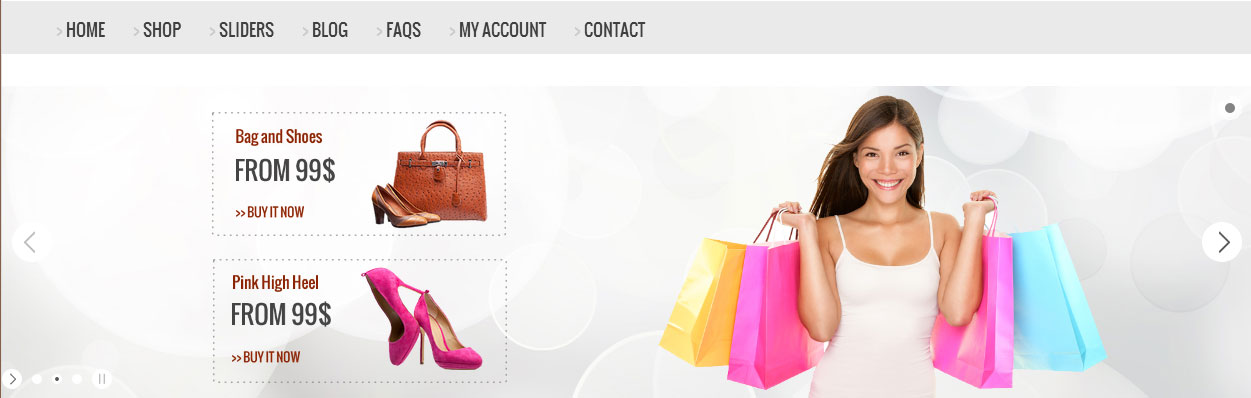 > HOME > SHOP > SLIDERS > BLOG > FAQS > MY ACCOUNT > CONTACT
Bag and Shoes
FROM 99$
>> BUY IT NOW
Pink High Heel
FROM 99$
>> BUY IT NOW